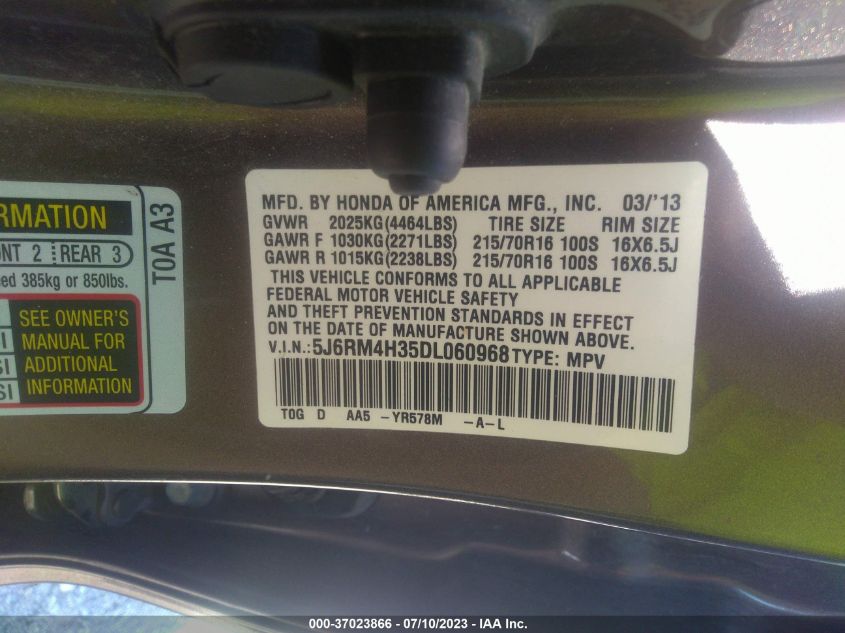 RMATION
NT 2 REAR 3
ed 385kg or 850lbs.
SEE OWNER'S
MANUAL FOR
ADDITIONAL
INFORMATION
SI
SI
T0A A3
MFD. BY HONDA OF AMERICA MFG., INC. 03/'13
GVWR 2025KG(4464LBS) TIRE SIZE RIM SIZE
GAWR F 1030KG(2271LBS) 215/70R16 100S 16X6.5J
GAWR R 1015KG(2238LBS) 215/70R16 100S 16X6.5J
THIS VEHICLE CONFORMS TO ALL APPLICABLE
FEDERAL MOTOR VEHICLE SAFETY
AND THEFT PREVENTION STANDARDS IN EFFECT
ON THE DATE OF MANUFACTURE SHOWN ABOVE.
V.I.N.:5J6RM4H35DL060968 TYPE: MPV
T0G D AA5 -YR578M -A-L
000-37023866 - 07/10/2023 - IAA Inc.